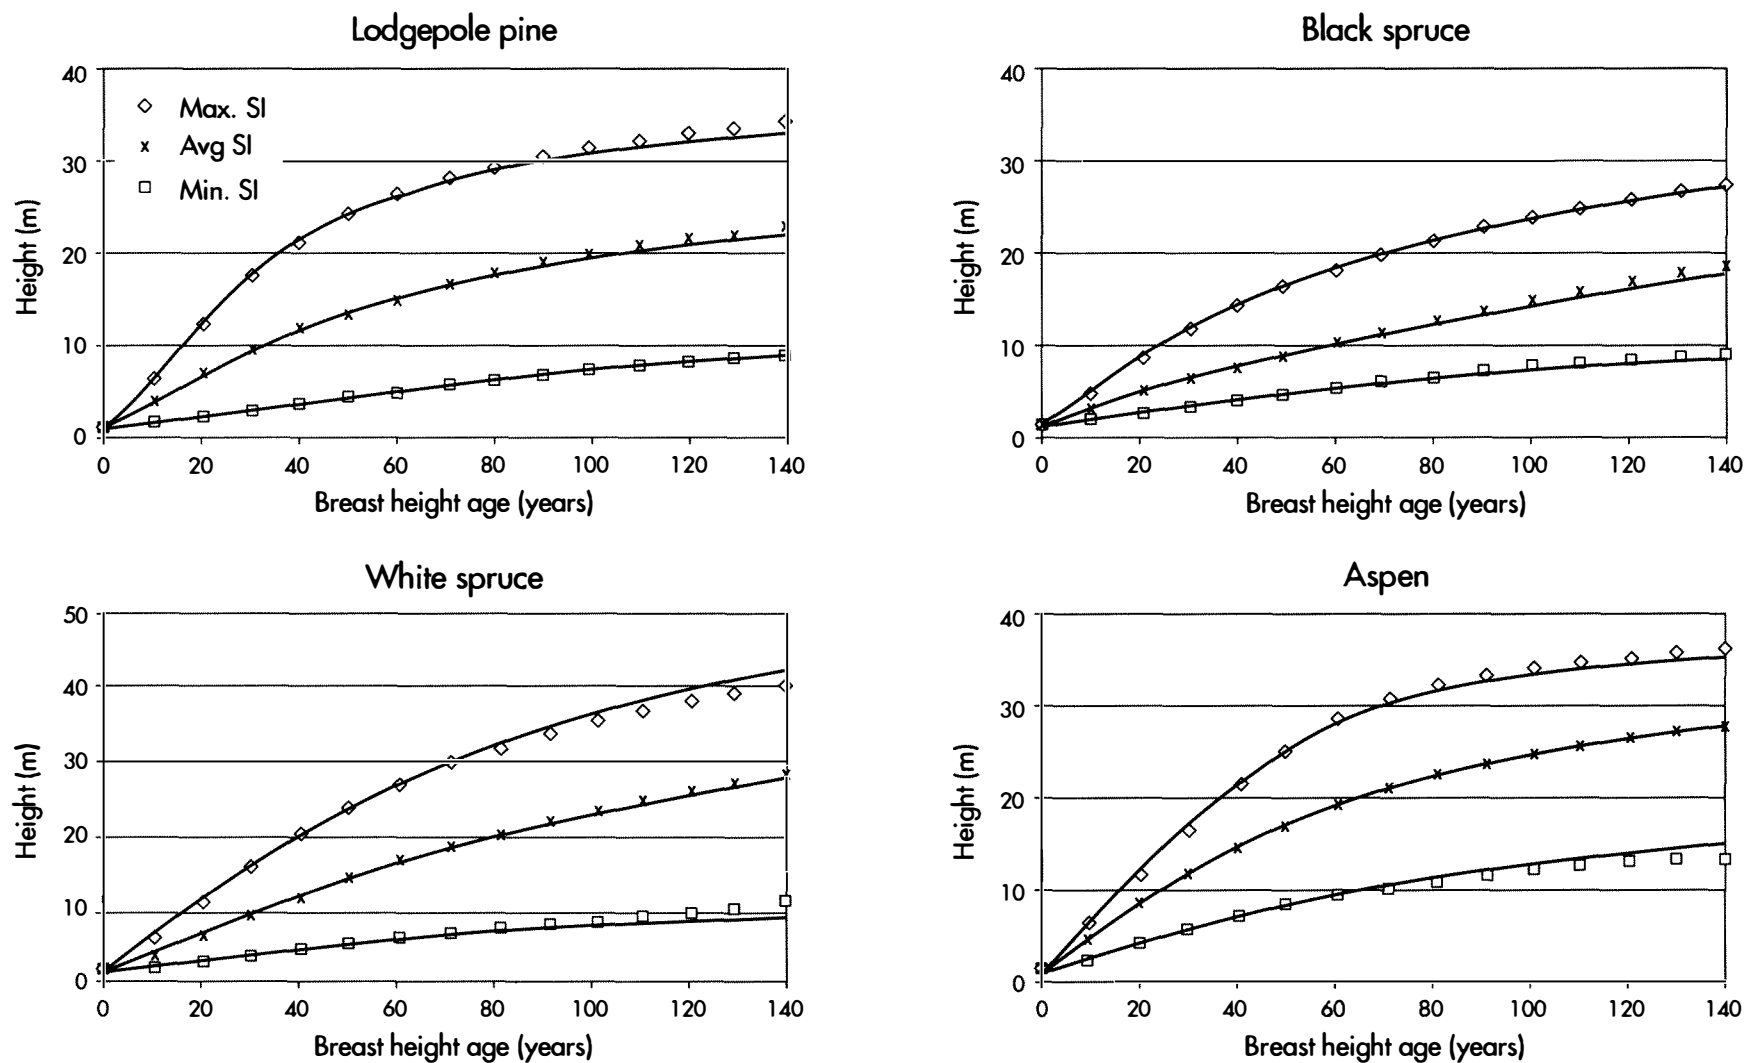 Lodgepole pine
40
30
20
10
0
Height (m)
Max. SI
Avg SI
Min. SI
0 20 40 60 80 100 120 140
Breast height age (years)
Black spruce
40
30
20
10
0
Height (m)
0 20 40 60 80 100 120 140
Breast height age (years)
White spruce
50
40
30
20
10
0
Height (m)
0 20 40 60 80 100 120 140
Breast height age (years)
Aspen
40
30
20
10
0
Height (m)
0 20 40 60 80 100 120 140
Breast height age (years)